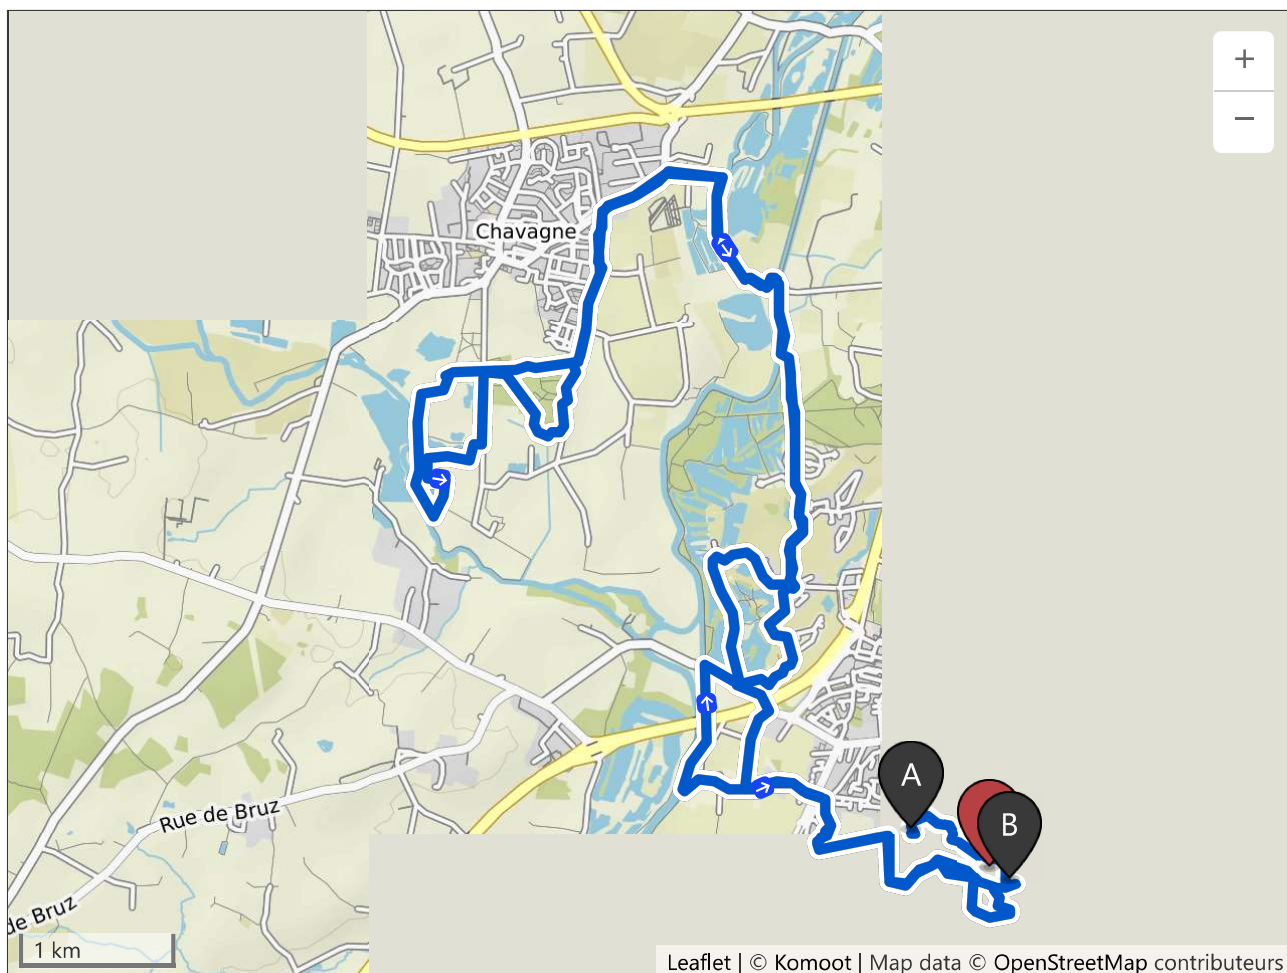 +
−
Chavagne
A
B
Rue de Bruz
de Bruz
1 km
Leaflet | © Komoot | Map data © OpenStreetMap contributeurs